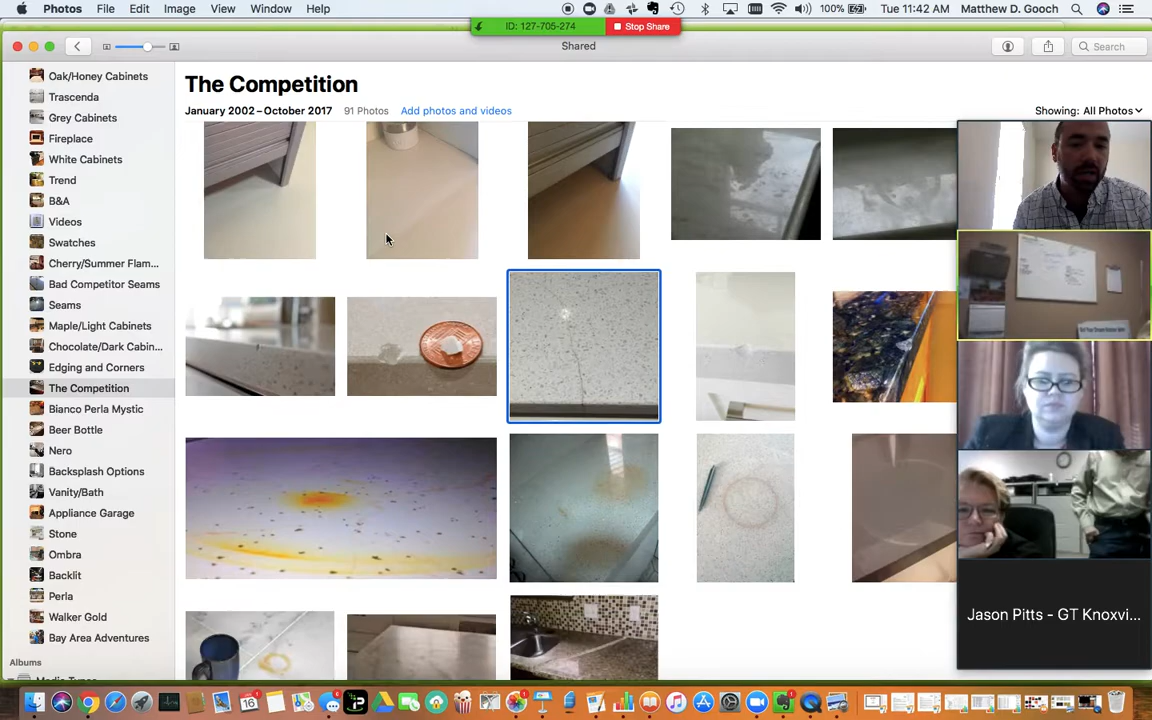 Photos File Edit Image View Window Help 100% Tue 11:42 AM Matthew D. Gooch
ID: 127-705-274 Stop Share
Shared
Search
The Competition
January 2002 – October 2017 91 Photos Add photos and videos Showing: All Photos
Oak/Honey Cabinets
Trascenda
Grey Cabinets
Fireplace
White Cabinets
Trend
B&A
Videos
Swatches
Cherry/Summer Flam...
Bad Competitor Seams
Seams
Maple/Light Cabinets
Chocolate/Dark Cabin...
Edging and Corners
The Competition
Bianco Perla Mystic
Beer Bottle
Nero
Backsplash Options
Vanity/Bath
Appliance Garage
Stone
Ombra
Backlit
Perla
Walker Gold
Bay Area Adventures
Albums
Jason Pitts - GT Knoxvi...
16